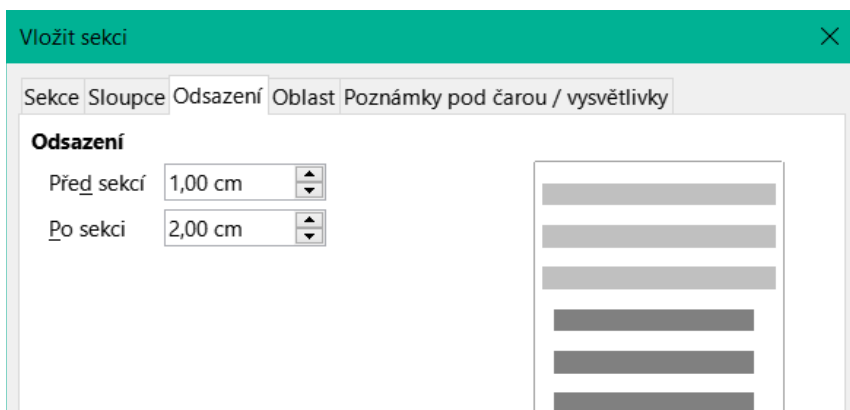 Vložit sekci
Sekce Sloupce Odsazení Oblast Poznámky pod čarou / vysvětlivky
Odsazení
Před sekcí 1,00 cm
Po sekci 2,00 cm